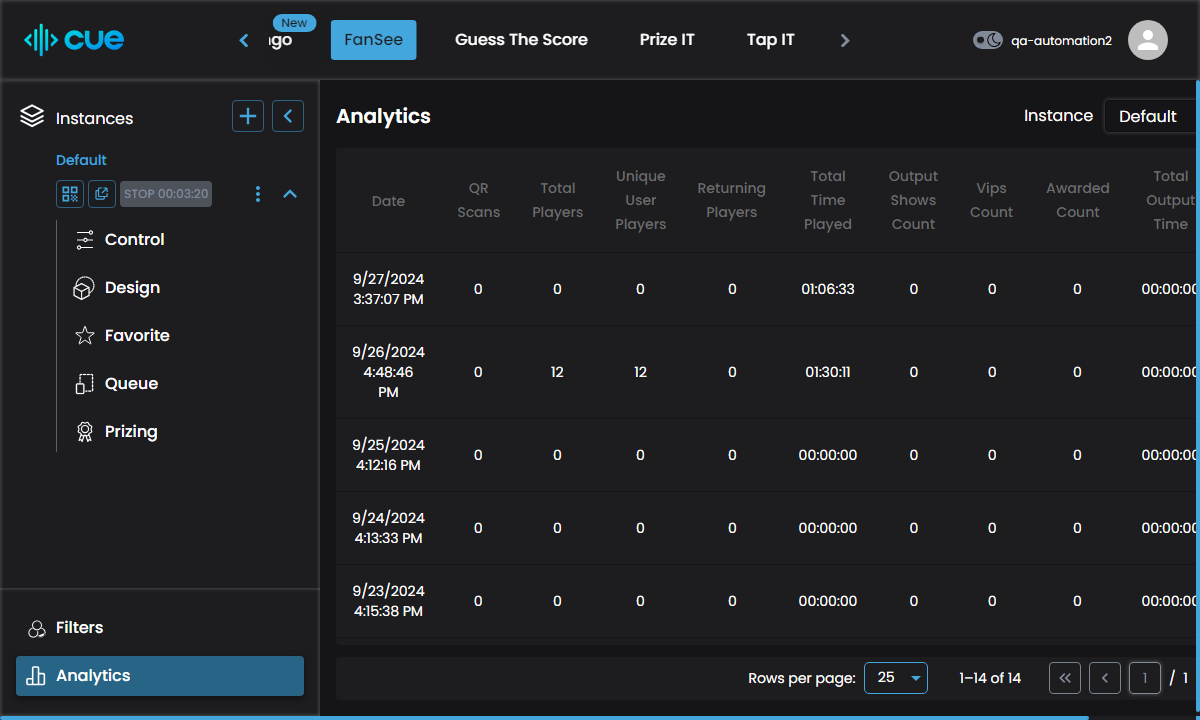 cue
New
FanSee
Guess The Score
Prize IT
Tap IT
qa-automation2
Instances
Default
STOP 00:03:20
Control
Design
Favorite
Queue
Prizing
Filters
Analytics
Analytics
Instance
Default
Date
QR Scans
Total Players
Unique User Players
Returning Players
Total Time Played
Output Shows Count
Vips Count
Awarded Count
Total Output Time
9/27/2024 3:37:07 PM 0 0 0 0 01:06:33 0 0 0 00:00:00
9/26/2024 4:48:46 PM 0 12 12 0 01:30:11 0 0 0 00:00:00
9/25/2024 4:12:16 PM 0 0 0 0 00:00:00 0 0 0 00:00:00
9/24/2024 4:13:33 PM 0 0 0 0 00:00:00 0 0 0 00:00:00
9/23/2024 4:15:38 PM 0 0 0 0 00:00:00 0 0 0 00:00:00
Rows per page: 25 1–14 of 14 1 / 1